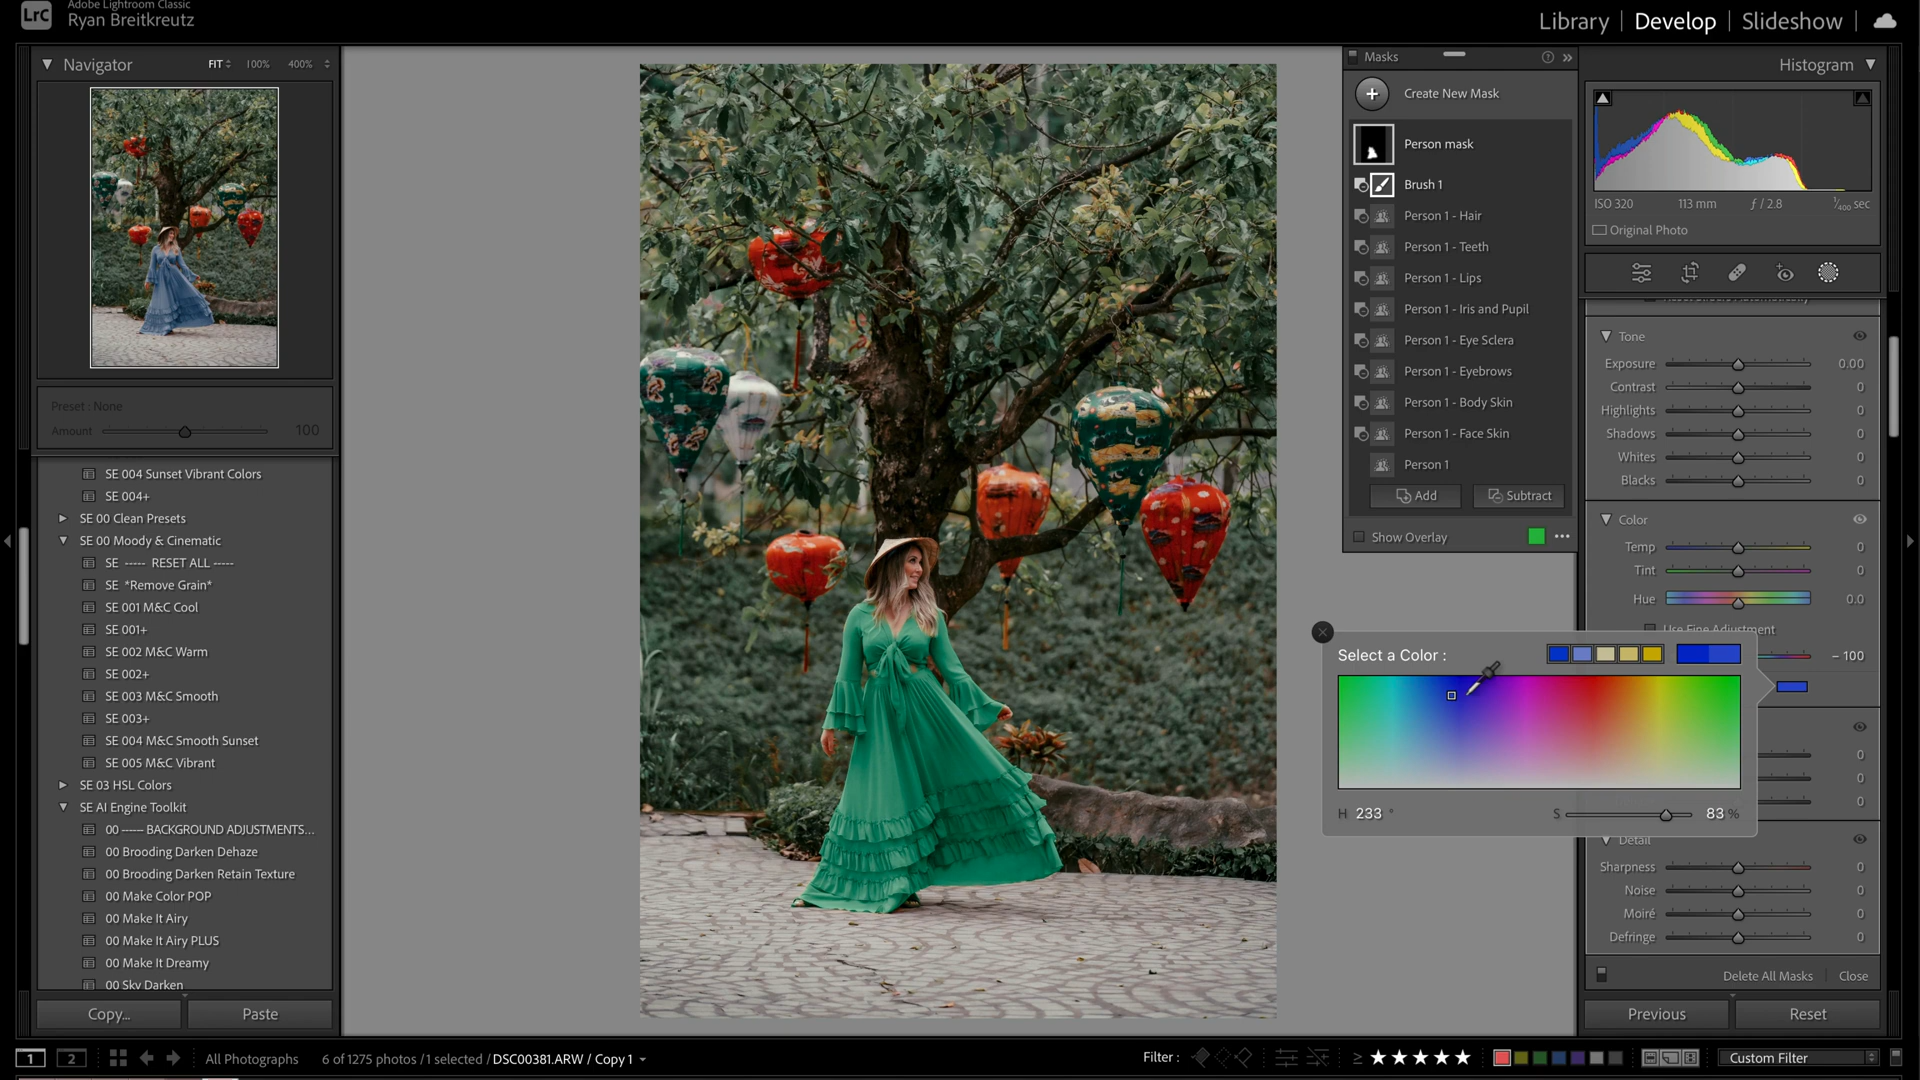 Adobe Lightroom Classic
LrC
Ryan Breitkreutz
Library
Develop
Slideshow
Navigator
FIT
100%
400%
Preset : None
Amount
100
SE 004 Sunset Vibrant Colors
SE 004+
SE 00 Clean Presets
SE 00 Moody & Cinematic
SE ----- RESET ALL -----
SE *Remove Grain*
SE 001 M&C Cool
SE 001+
SE 002 M&C Warm
SE 002+
SE 003 M&C Smooth
SE 003+
SE 004 M&C Smooth Sunset
SE 005 M&C Vibrant
SE 03 HSL Colors
SE AI Engine Toolkit
00 ------ BACKGROUND ADJUSTMENTS...
00 Brooding Darken Dehaze
00 Brooding Darken Retain Texture
00 Make Color POP
00 Make It Airy
00 Make It Airy PLUS
00 Make It Dreamy
00 Sky Darken
Copy...
Paste
Masks
Create New Mask
Person mask
Brush 1
Person 1 - Hair
Person 1 - Teeth
Person 1 - Lips
Person 1 - Iris and Pupil
Person 1 - Eye Sclera
Person 1 - Eyebrows
Person 1 - Body Skin
Person 1 - Face Skin
Person 1
Add
Subtract
Show Overlay
Select a Color :
H 233 °
S 83 %
Histogram
ISO 320
113 mm
ƒ / 2.8
1/400 sec
Original Photo
Tone
Exposure 0.00
Contrast 0
Highlights 0
Shadows 0
Whites 0
Blacks 0
Color
Temp 0
Tint 0
Hue 0.0
Use Fine Adjustment
– 100
0
0
0
Detail
Sharpness 0
Noise 0
Moiré 0
Defringe 0
Delete All Masks
Close
Previous
Reset
1
2
All Photographs
6 of 1275 photos / 1 selected / DSC00381.ARW / Copy 1
Filter :
≥ ★★★★★
Custom Filter